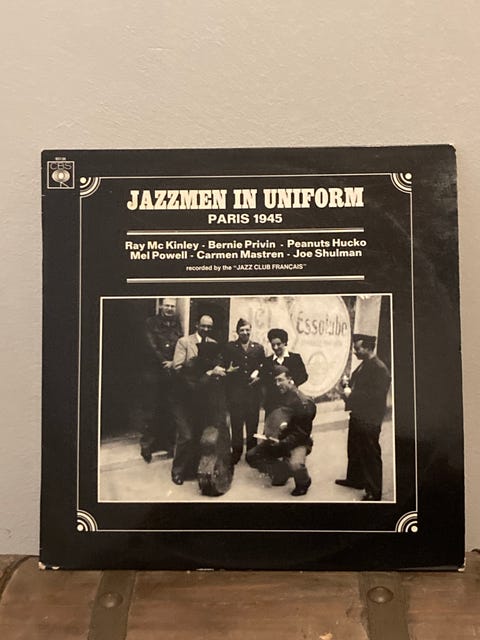 CBS
JAZZMEN IN UNIFORM
PARIS 1945
Ray Mc Kinley - Bernie Privin - Peanuts Hucko
Mel Powell - Carmen Mastren - Joe Shulman
recorded by the "JAZZ CLUB FRANÇAIS"
Essolube